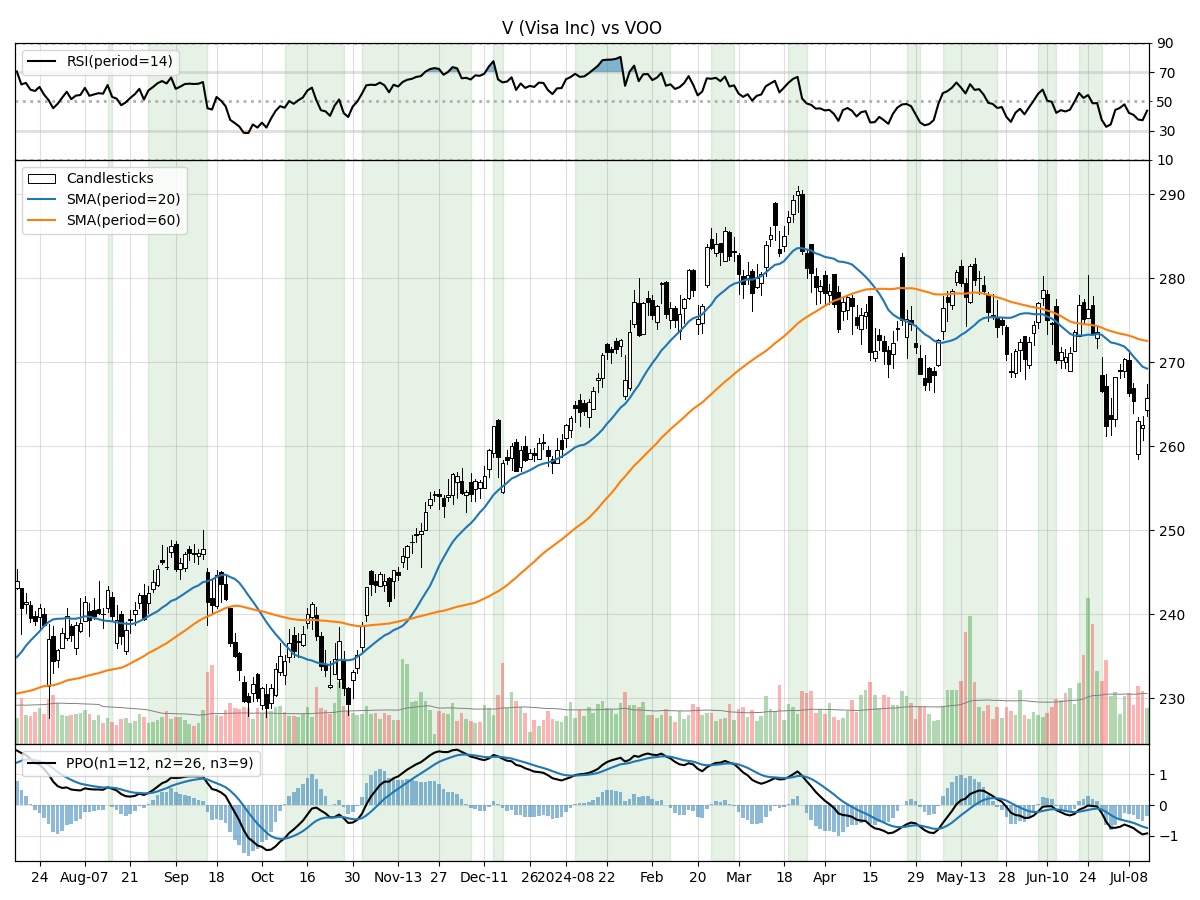 V (Visa Inc) vs VOO
RSI(period=14)
90
70
50
30
10
Candlesticks
SMA(period=20)
SMA(period=60)
290
280
270
260
250
240
230
PPO(n1=12, n2=26, n3=9)
1
0
−1
24 Aug-07 21 Sep 18 Oct 16 30 Nov-13 27 Dec-11 26 2024-08 22 Feb 20 Mar 18 Apr 15 29 May-13 28 Jun-10 24 Jul-08